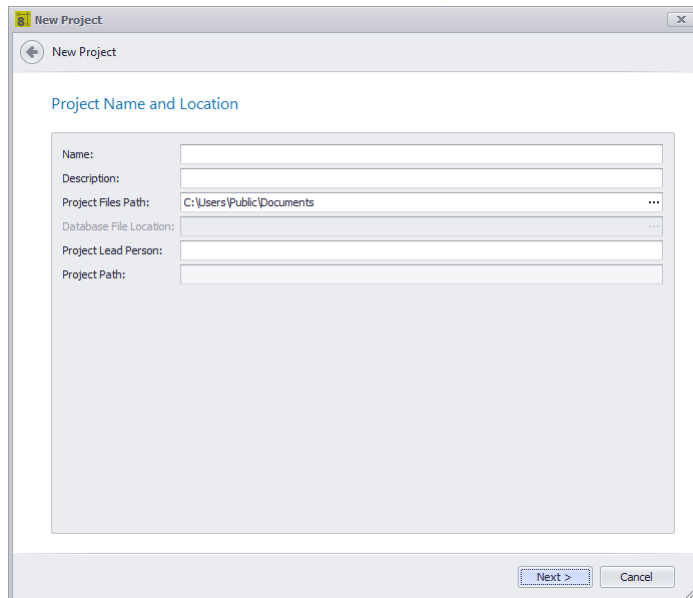 8 New Project
New Project
Project Name and Location
Name:
Description:
Project Files Path: C:\Users\Public\Documents ...
Database File Location: ...
Project Lead Person:
Project Path:
Next > Cancel